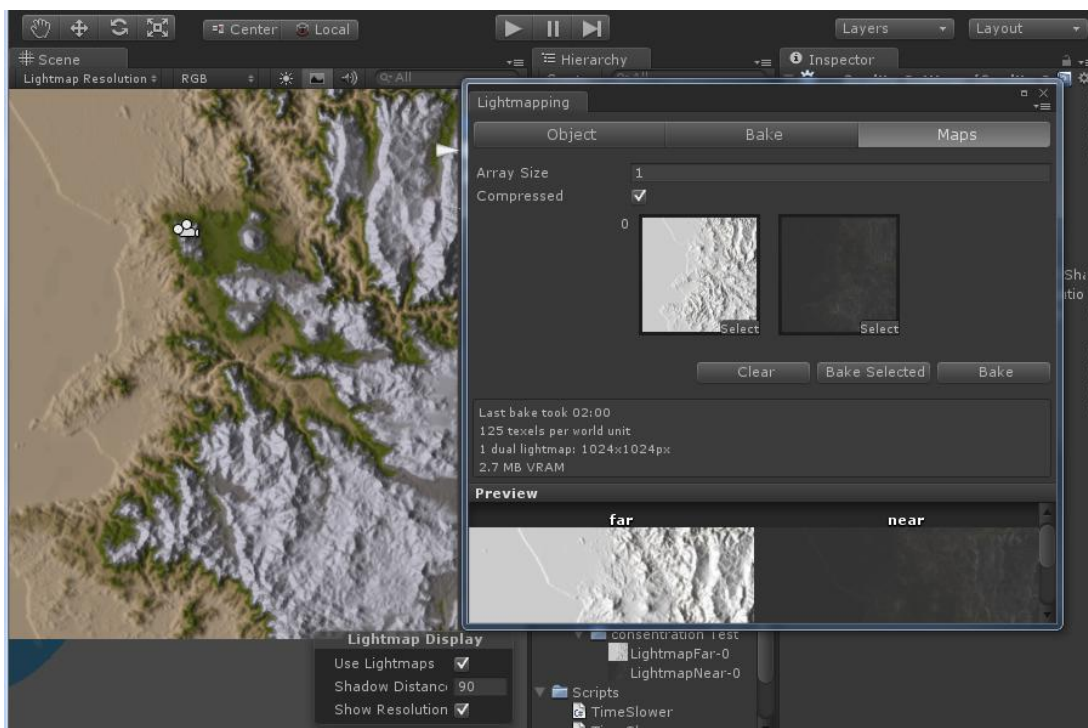 Center
Local
Layers
Layout
Scene
Hierarchy
Inspector
Lightmap Resolution
RGB
All
Lightmapping
Object
Bake
Maps
Array Size
1
Compressed
0
Select
Select
Clear
Bake Selected
Bake
Last bake took 02:00
125 texels per world unit
1 dual lightmap: 1024x1024px
2.7 MB VRAM
Preview
far
near
Lightmap Display
Use Lightmaps
Shadow Distanc
90
Show Resolution
consentration Test
LightmapFar-0
LightmapNear-0
Scripts
TimeSlower